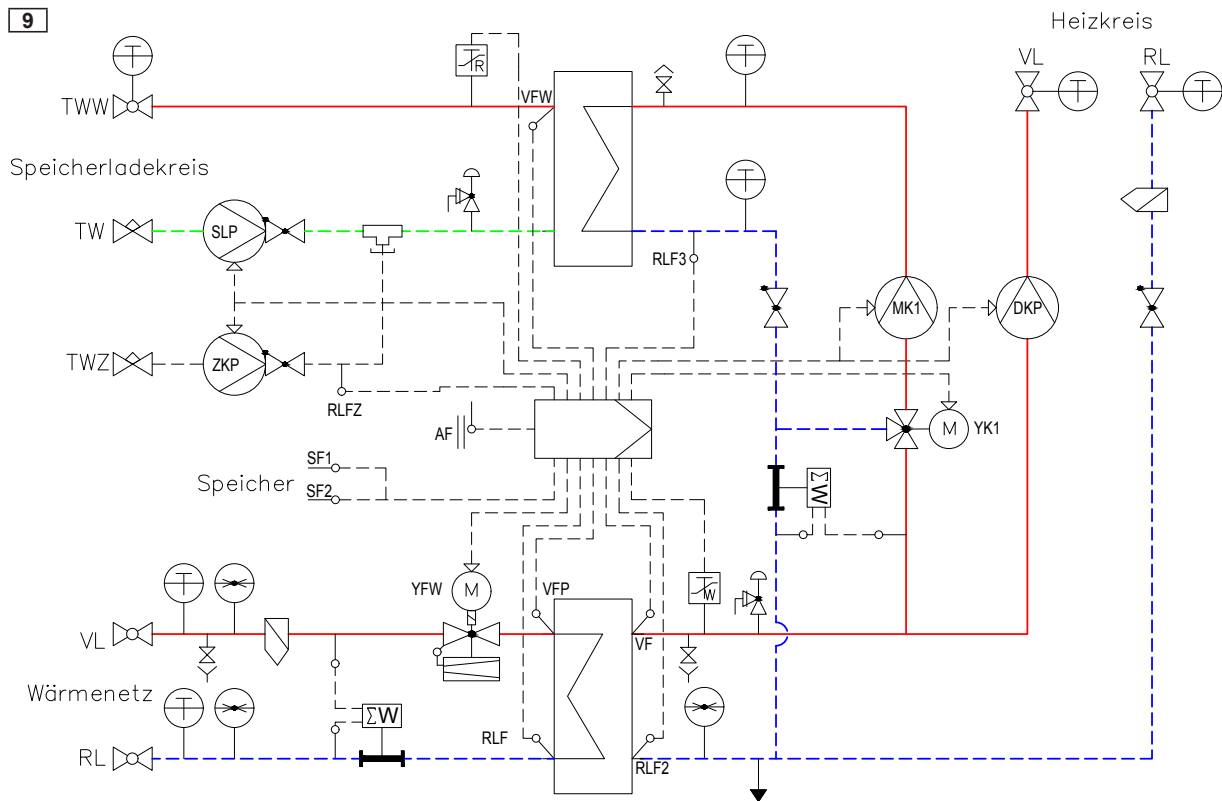 9
Heizkreis
VL
RL
T
T
T
T
R
TWW
VFW
Speicherladekreis
T
TW
SLP
RLF3
MK1
DKP
TWZ
ZKP
RLFZ
AF
M
YK1
SF1
Speicher
SF2
ΣW
YFW
M
VFP
W
T
VL
VF
Wärmenetz
T
ΣW
RLF
RL
RLF2